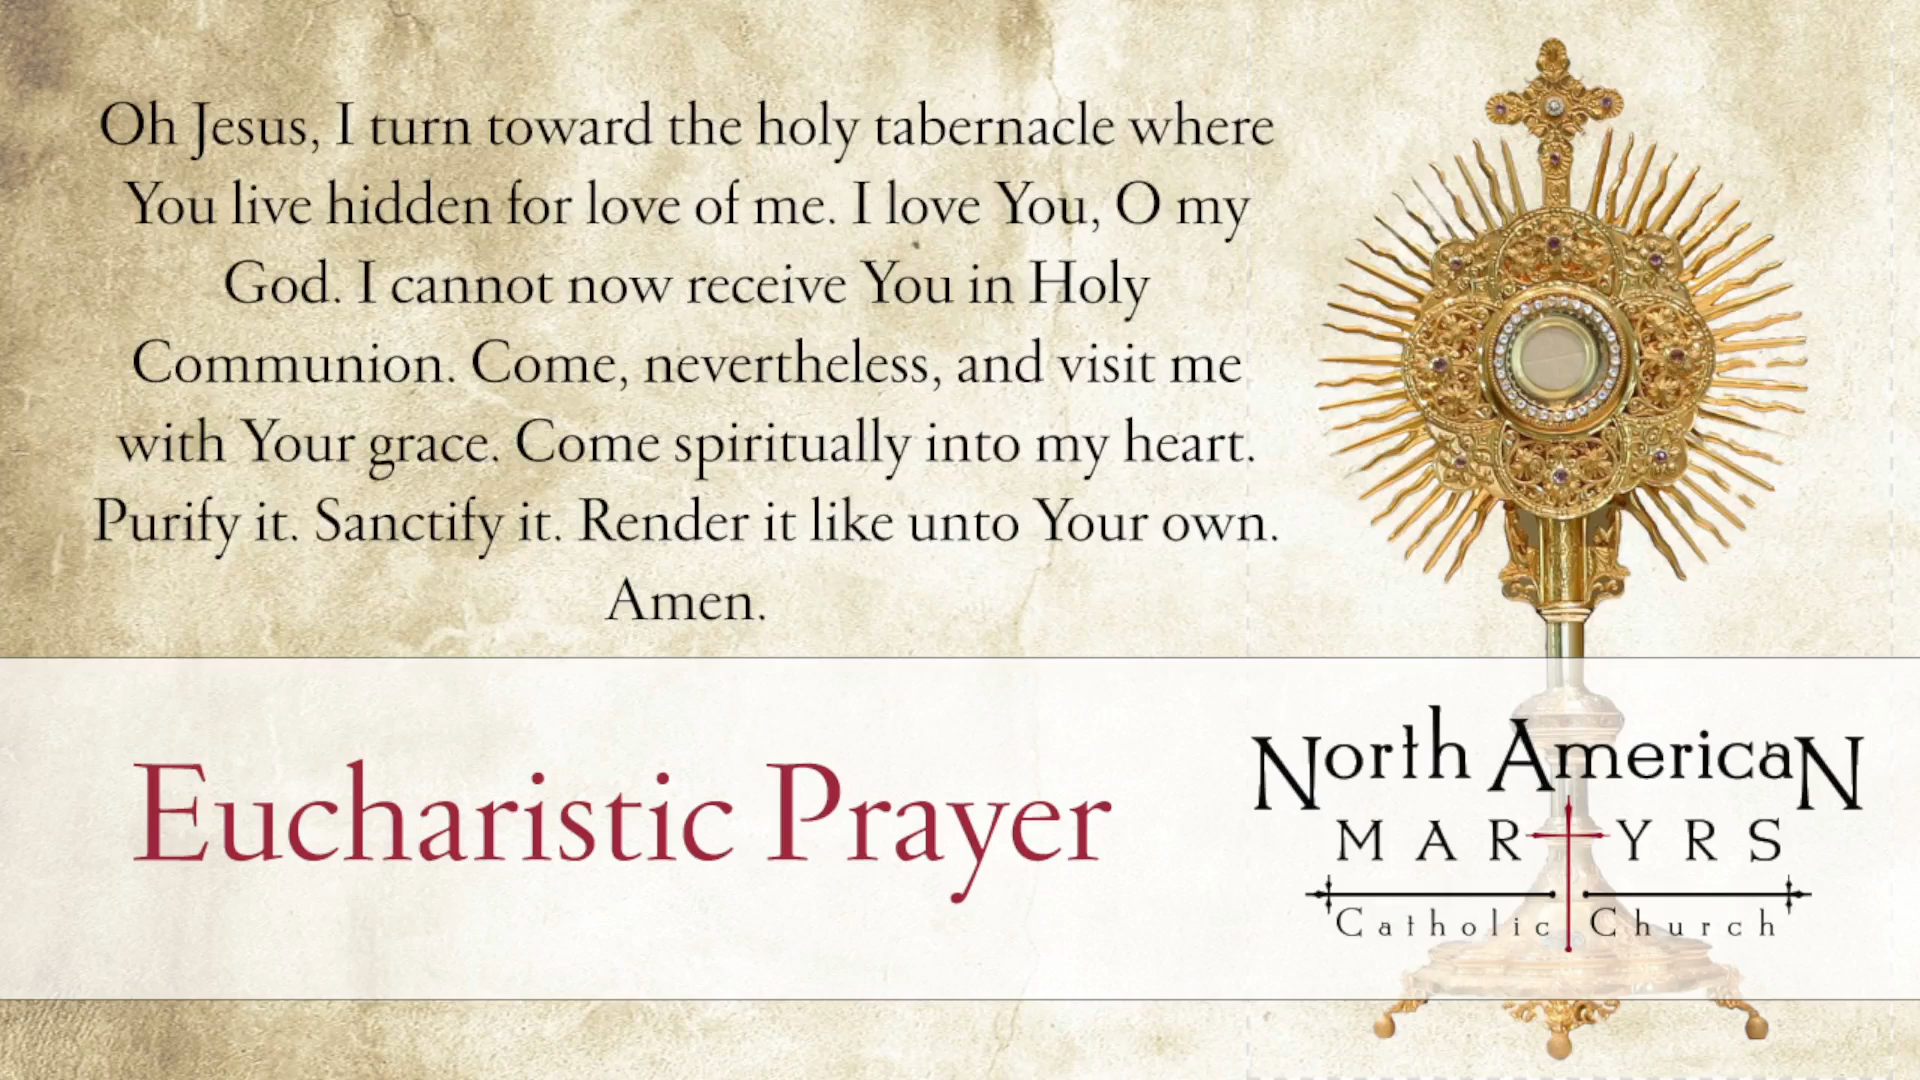 Oh Jesus, I turn toward the holy tabernacle where
You live hidden for love of me. I love You, O my
God. I cannot now receive You in Holy
Communion. Come, nevertheless, and visit me
with Your grace. Come spiritually into my heart.
Purify it. Sanctify it. Render it like unto Your own.
Amen.
Eucharistic Prayer
North American
MARTYRS
Catholic Church